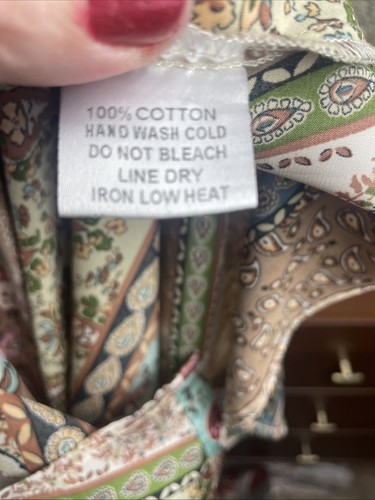 100% COTTON
HAND WASH COLD
DO NOT BLEACH
LINE DRY
IRON LOW HEAT